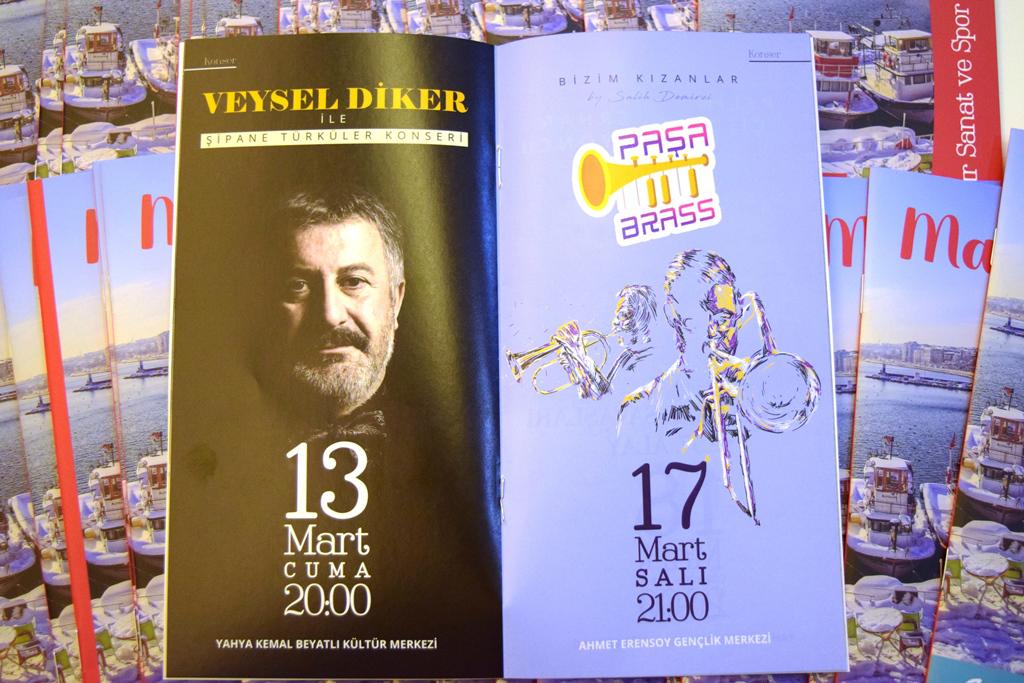 Konser
VEYSEL DİKER
İLE
ŞİPANE TÜRKÜLER KONSERİ
13
Mart
CUMA
20:00
YAHYA KEMAL BEYATLI KÜLTÜR MERKEZİ
Konser
BİZİM KIZANLAR
by Salih Demirci
PAŞA
BRASS
17
Mart
SALI
21:00
AHMET ERENSOY GENÇLİK MERKEZİ
Sanat ve Spor
Ma